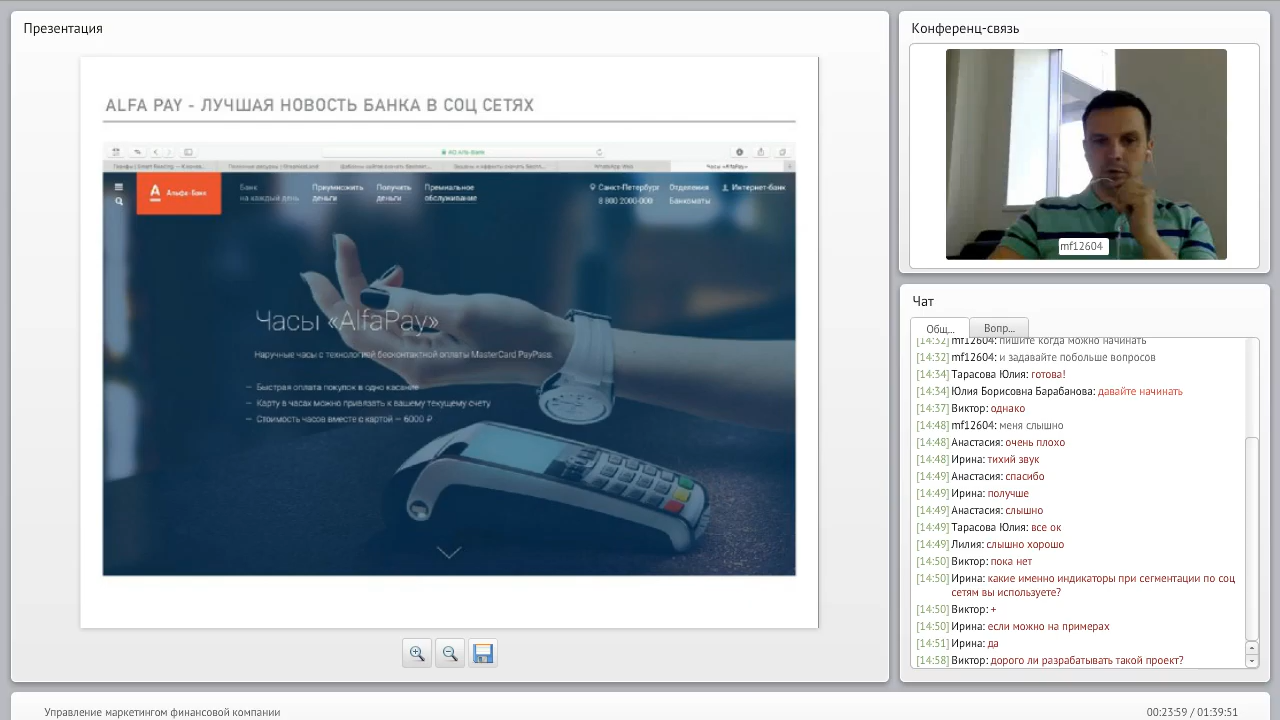 Презентация
ALFA PAY - ЛУЧШАЯ НОВОСТЬ БАНКА В СОЦ СЕТЯХ
AO Alfa-Bank
WhatsApp Web
Часы «AlfaPay»
Альфа-Банк
Банк
на каждый день
Приумножить
деньги
Получить
деньги
Премиальное
обслуживание
Санкт-Петербург
8 800 2000-000
Отделения
Банкоматы
Интернет-банк
Часы «AlfaPay»
Наручные часы с технологией бесконтактной оплаты MasterCard PayPass.
— Быстрая оплата покупок в одно касание
— Карту в часах можно привязать к вашему текущему счету
— Стоимость часов вместе с картой — 6000 ₽
Конференц-связь
mf12604
Чат
Общ...
Вопр...
[14:32] mf12604: пишите когда можно начинать
[14:32] mf12604: и задавайте побольше вопросов
[14:34] Тарасова Юлия: готова!
[14:34] Юлия Борисовна Барабанова: давайте начинать
[14:37] Виктор: однако
[14:48] mf12604: меня слышно
[14:48] Анастасия: очень плохо
[14:48] Ирина: тихий звук
[14:49] Анастасия: спасибо
[14:49] Ирина: получше
[14:49] Анастасия: слышно
[14:49] Тарасова Юлия: все ок
[14:49] Лилия: слышно хорошо
[14:50] Виктор: пока нет
[14:50] Ирина: какие именно индикаторы при сегментации по соц
сетям вы используете?
[14:50] Виктор: +
[14:50] Ирина: если можно на примерах
[14:51] Ирина: да
[14:58] Виктор: дорого ли разрабатывать такой проект?
Управление маркетингом финансовой компании
00:23:59 / 01:39:51